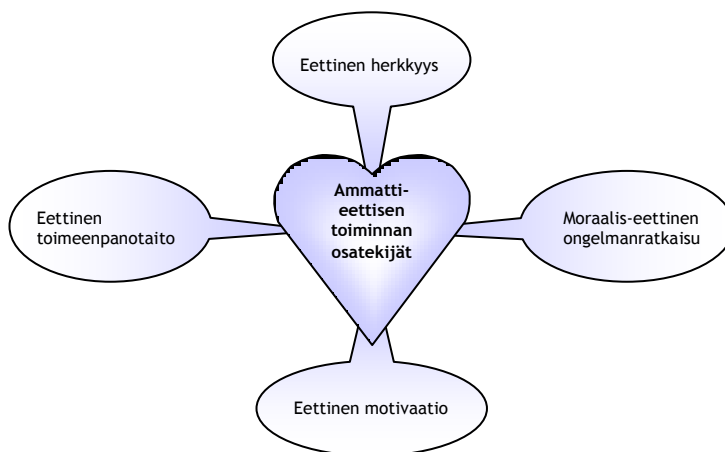 Eettinen herkkyys
Ammatti-
eettisen
toiminnan
osatekijät
Eettinen
toimeenpanotaito
Moraalis-eettinen
ongelmanratkaisu
Eettinen motivaatio